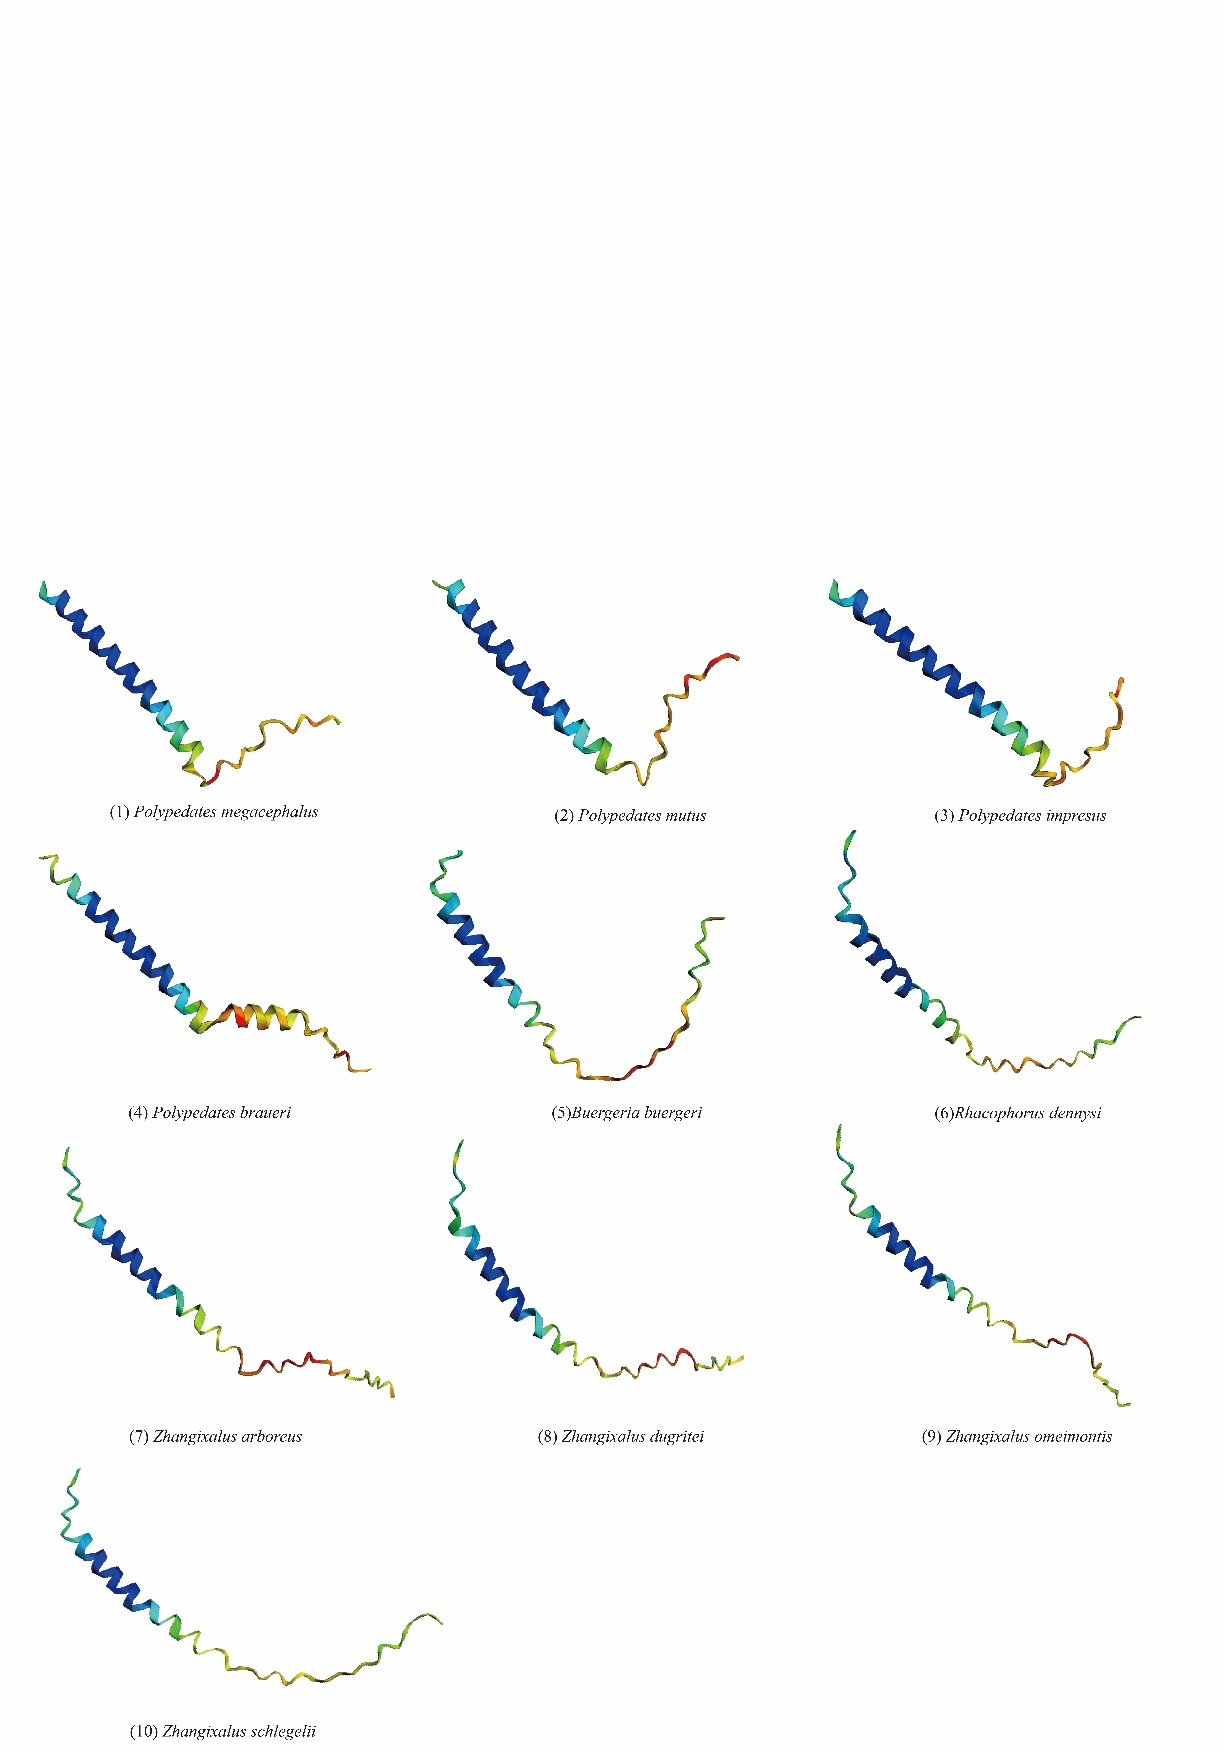 (1) Polypedates megacephalus
(2) Polypedates mutus
(3) Polypedates impresus
(4) Polypedates braueri
(5)Buergeria buergeri
(6)Rhacophorus dennysi
(7) Zhangixalus arboreus
(8) Zhangixalus dugritei
(9) Zhangixalus omeimontis
(10) Zhangixalus schlegelii